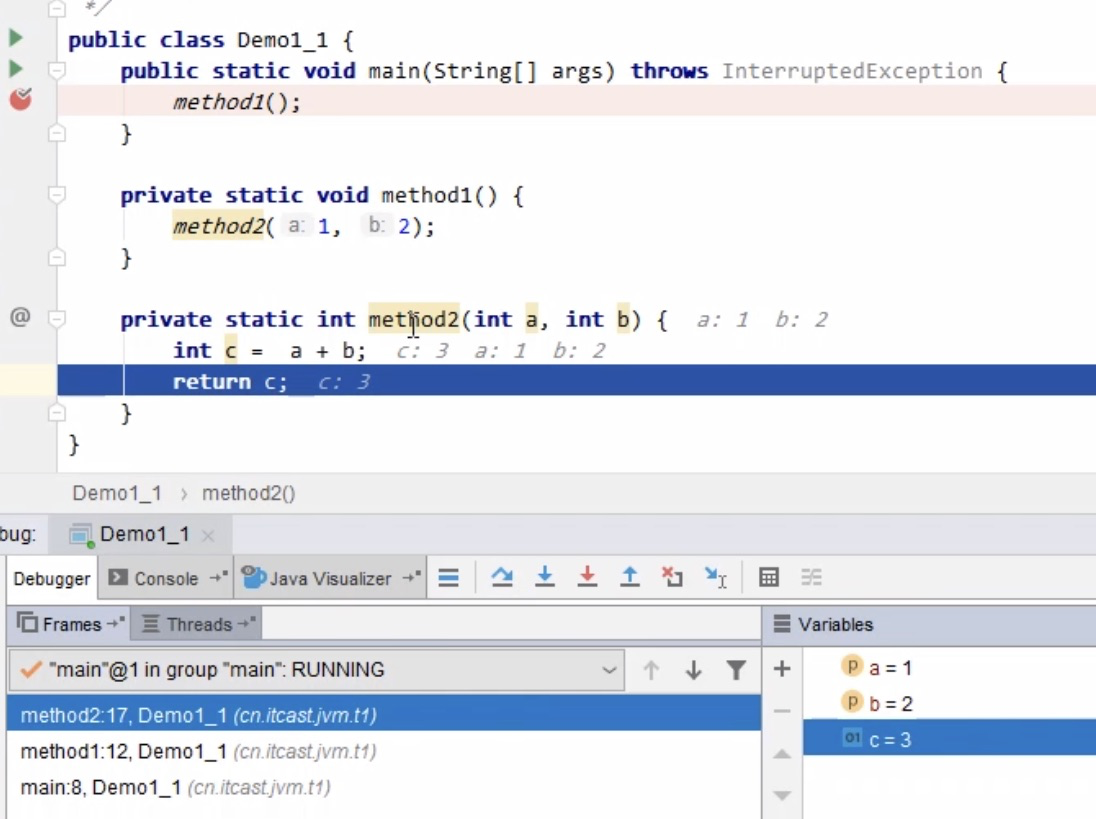 */
public class Demo1_1 {
public static void main(String[] args) throws InterruptedException {
method1();
}
private static void method1() {
method2( a: 1, b: 2);
}
@ private static int method2(int a, int b) { a: 1 b: 2
int c = a + b; c: 3 a: 1 b: 2
return c; c: 3
}
}
Demo1_1 › method2()
bug: Demo1_1 ×
Debugger Console Java Visualizer
Frames Threads Variables
"main"@1 in group "main": RUNNING
method2:17, Demo1_1 (cn.itcast.jvm.t1)
method1:12, Demo1_1 (cn.itcast.jvm.t1)
main:8, Demo1_1 (cn.itcast.jvm.t1)
p a = 1
p b = 2
01 c = 3